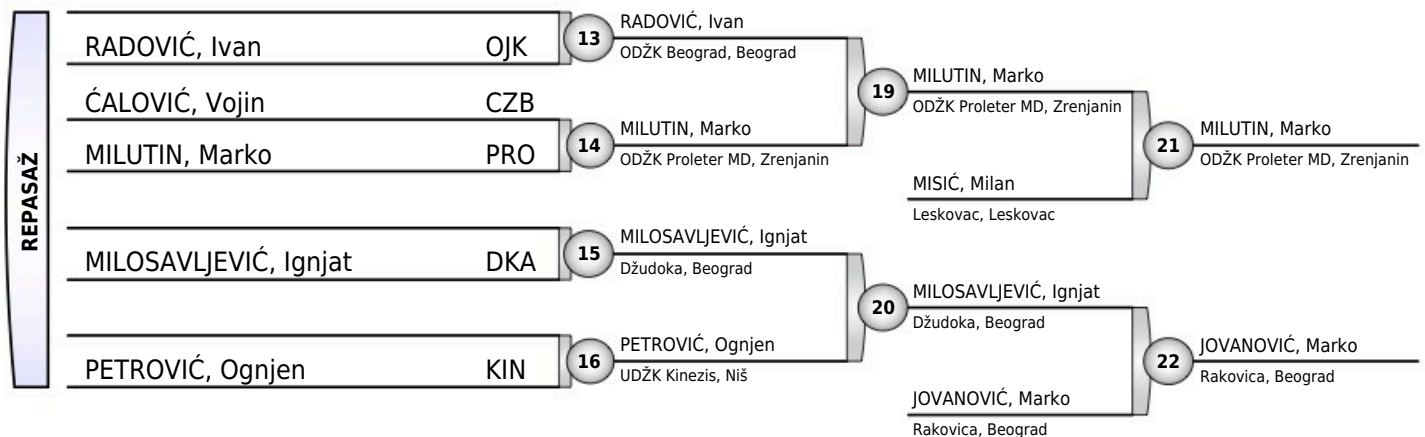 REPASAŽ
RADOVIĆ, Ivan OJK
ĆALOVIĆ, Vojin CZB
MILUTIN, Marko PRO
MILOSAVLJEVIĆ, Ignjat DKA
PETROVIĆ, Ognjen KIN
13
RADOVIĆ, Ivan
ODŽK Beograd, Beograd
14
MILUTIN, Marko
ODŽK Proleter MD, Zrenjanin
15
MILOSAVLJEVIĆ, Ignjat
Džudoka, Beograd
16
PETROVIĆ, Ognjen
UDŽK Kinezis, Niš
19
MILUTIN, Marko
ODŽK Proleter MD, Zrenjanin
MISIĆ, Milan
Leskovac, Leskovac
20
MILOSAVLJEVIĆ, Ignjat
Džudoka, Beograd
JOVANOVIĆ, Marko
Rakovica, Beograd
21
MILUTIN, Marko
ODŽK Proleter MD, Zrenjanin
22
JOVANOVIĆ, Marko
Rakovica, Beograd